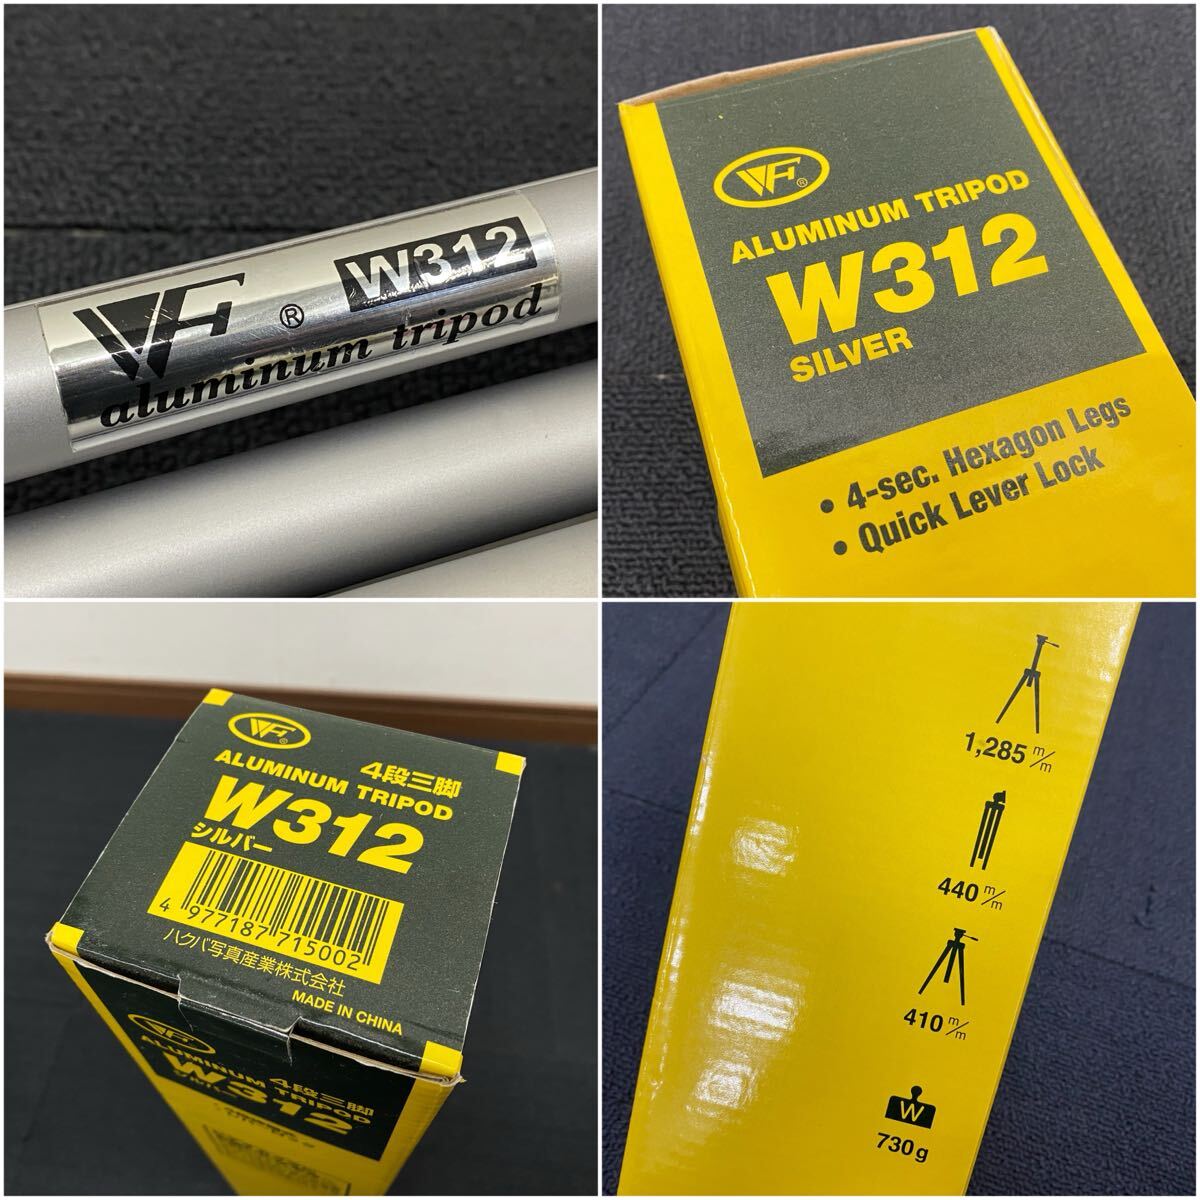 VF ® W312
aluminum tripod
VF®
ALUMINUM TRIPOD
W312
SILVER
• 4-sec. Hexagon Legs
• Quick Lever Lock
VF®
4段三脚
ALUMINUM TRIPOD
W312
シルバー
4 977187 715002
ハクバ写真産業株式会社
MADE IN CHINA
VF®
4段三脚
ALUMINUM TRIPOD
W312
1,285 m/m
440 m/m
410 m/m
W
730g